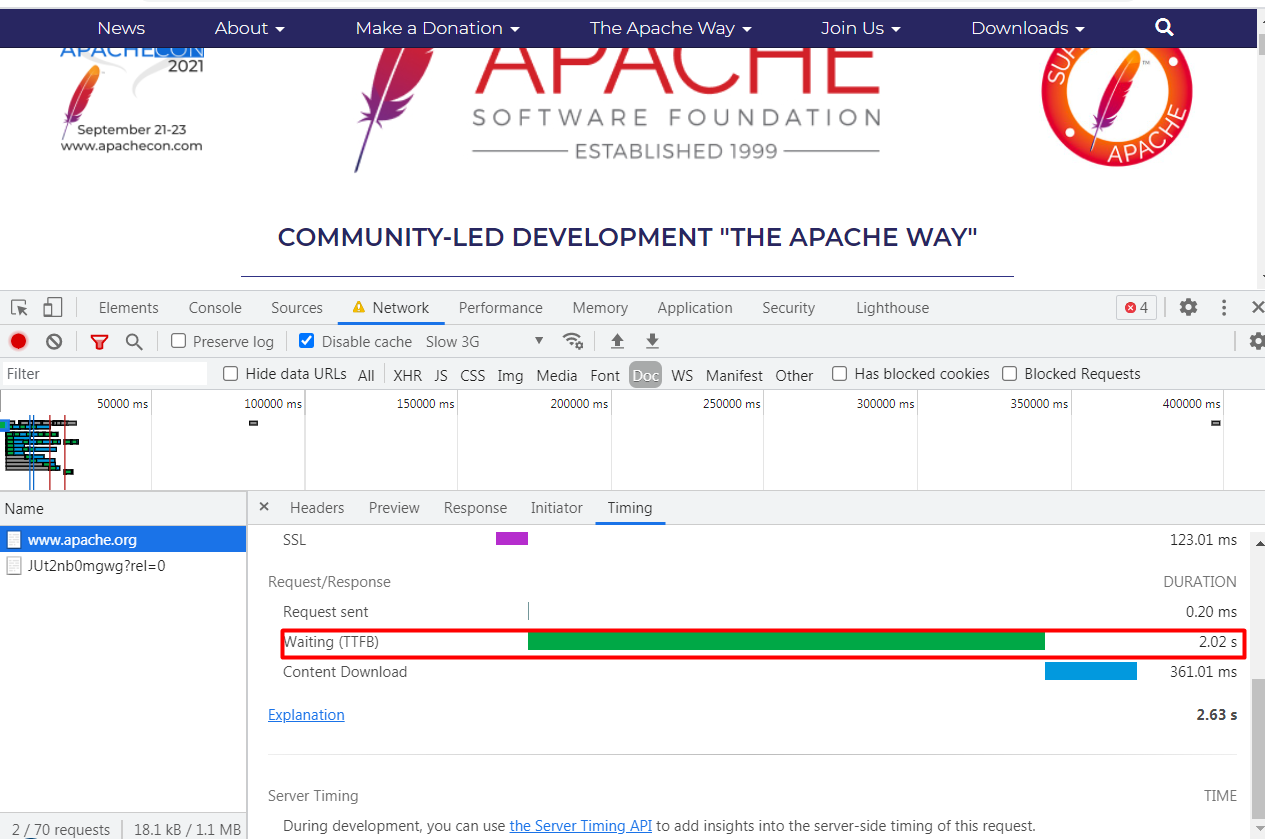 News About Make a Donation The Apache Way Join Us Downloads
APACHECON
2021
September 21-23
www.apachecon.com
APACHE
SOFTWARE FOUNDATION
ESTABLISHED 1999
™
APACHE
COMMUNITY-LED DEVELOPMENT "THE APACHE WAY"
Elements Console Sources Network Performance Memory Application Security Lighthouse 4
Preserve log Disable cache Slow 3G
Filter Hide data URLs All XHR JS CSS Img Media Font Doc WS Manifest Other Has blocked cookies Blocked Requests
50000 ms 100000 ms 150000 ms 200000 ms 250000 ms 300000 ms 350000 ms 400000 ms
Name
www.apache.org
JUt2nb0mgwg?rel=0
2 / 70 requests 18.1 kB / 1.1 MB
Headers Preview Response Initiator Timing
SSL 123.01 ms
Request/Response DURATION
Request sent 0.20 ms
Waiting (TTFB) 2.02 s
Content Download 361.01 ms
Explanation 2.63 s
Server Timing TIME
During development, you can use the Server Timing API to add insights into the server-side timing of this request.